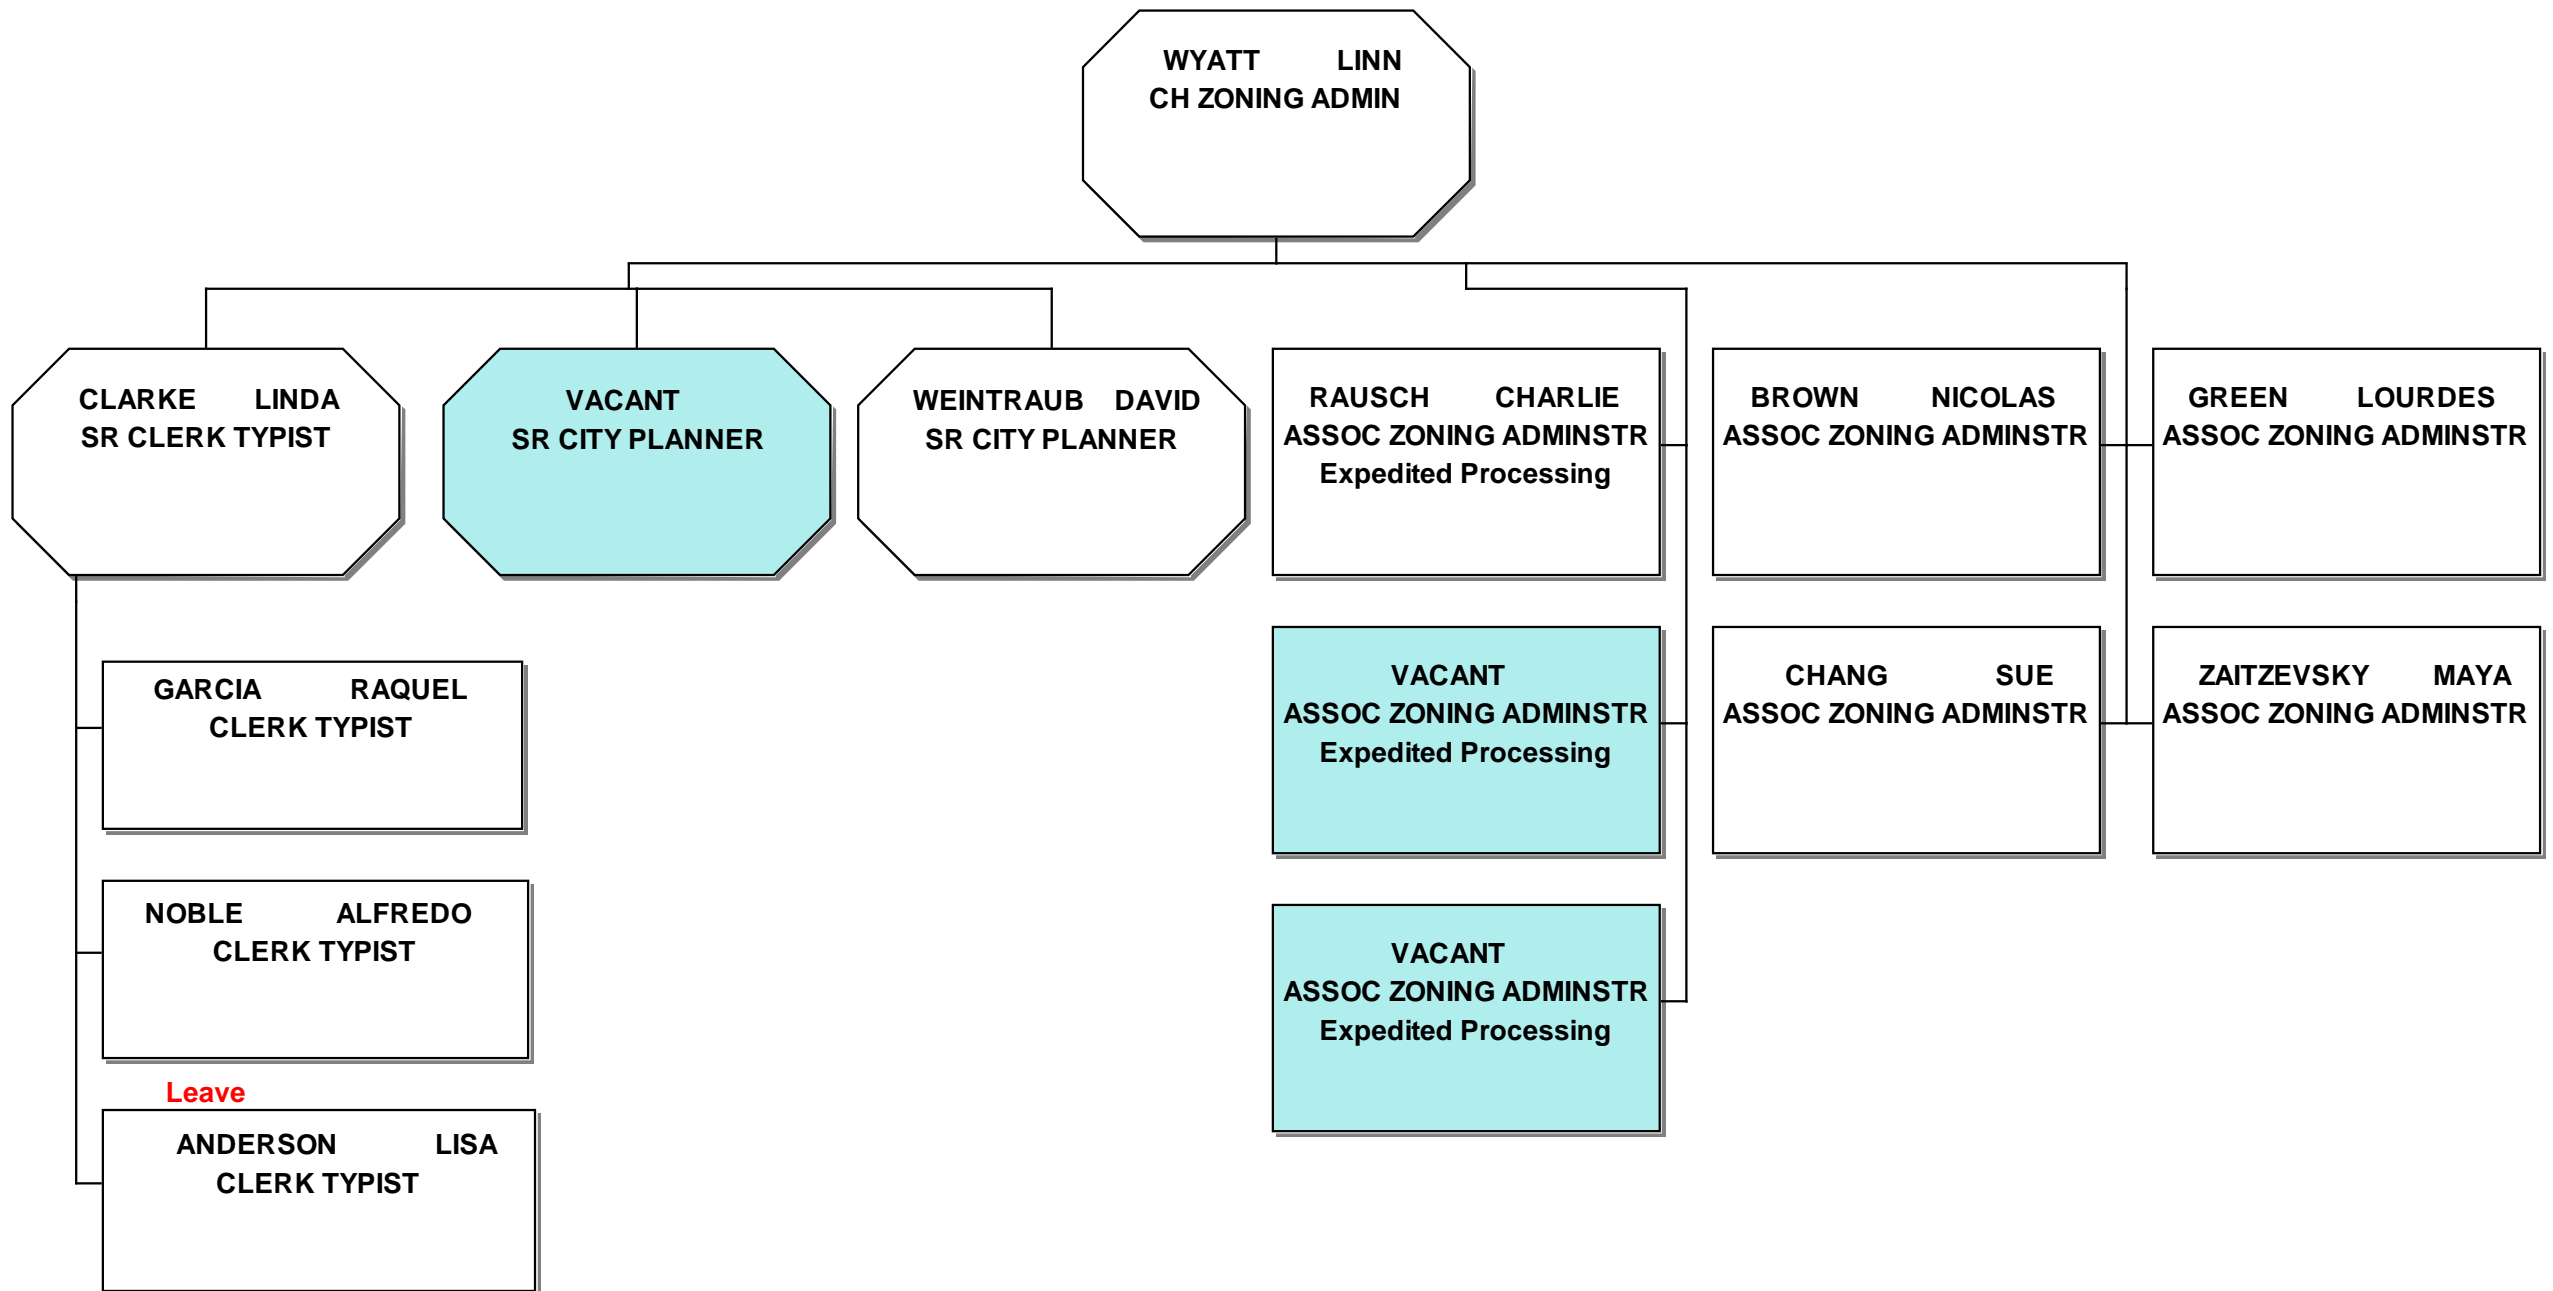 WYATT LINN
CH ZONING ADMIN
CLARKE LINDA
SR CLERK TYPIST
VACANT
SR CITY PLANNER
WEINTRAUB DAVID
SR CITY PLANNER
RAUSCH CHARLIE
ASSOC ZONING ADMINSTR
Expedited Processing
BROWN NICOLAS
ASSOC ZONING ADMINSTR
GREEN LOURDES
ASSOC ZONING ADMINSTR
GARCIA RAQUEL
CLERK TYPIST
VACANT
ASSOC ZONING ADMINSTR
Expedited Processing
CHANG SUE
ASSOC ZONING ADMINSTR
ZAITZEVSKY MAYA
ASSOC ZONING ADMINSTR
NOBLE ALFREDO
CLERK TYPIST
VACANT
ASSOC ZONING ADMINSTR
Expedited Processing
Leave
ANDERSON LISA
CLERK TYPIST